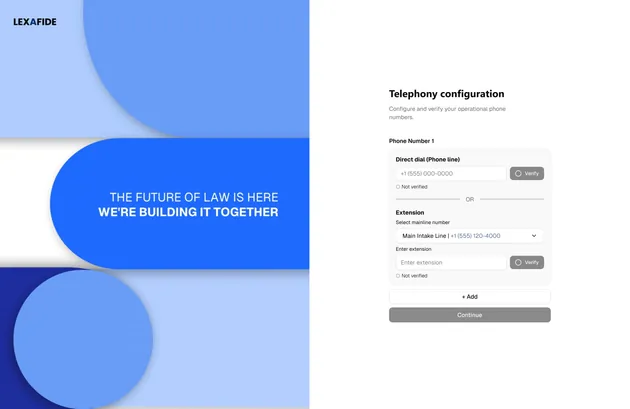 LEXAFIDE
THE FUTURE OF LAW IS HERE
WE'RE BUILDING IT TOGETHER
Telephony configuration
Configure and verify your operational phone
numbers.
Phone Number 1
Direct dial (Phone line)
+1 (555) 000-0000
Verify
Not verified
OR
Extension
Select mainline number
Main Intake Line | +1 (555) 120-4000
Enter extension
Enter extension
Verify
Not verified
+ Add
Continue